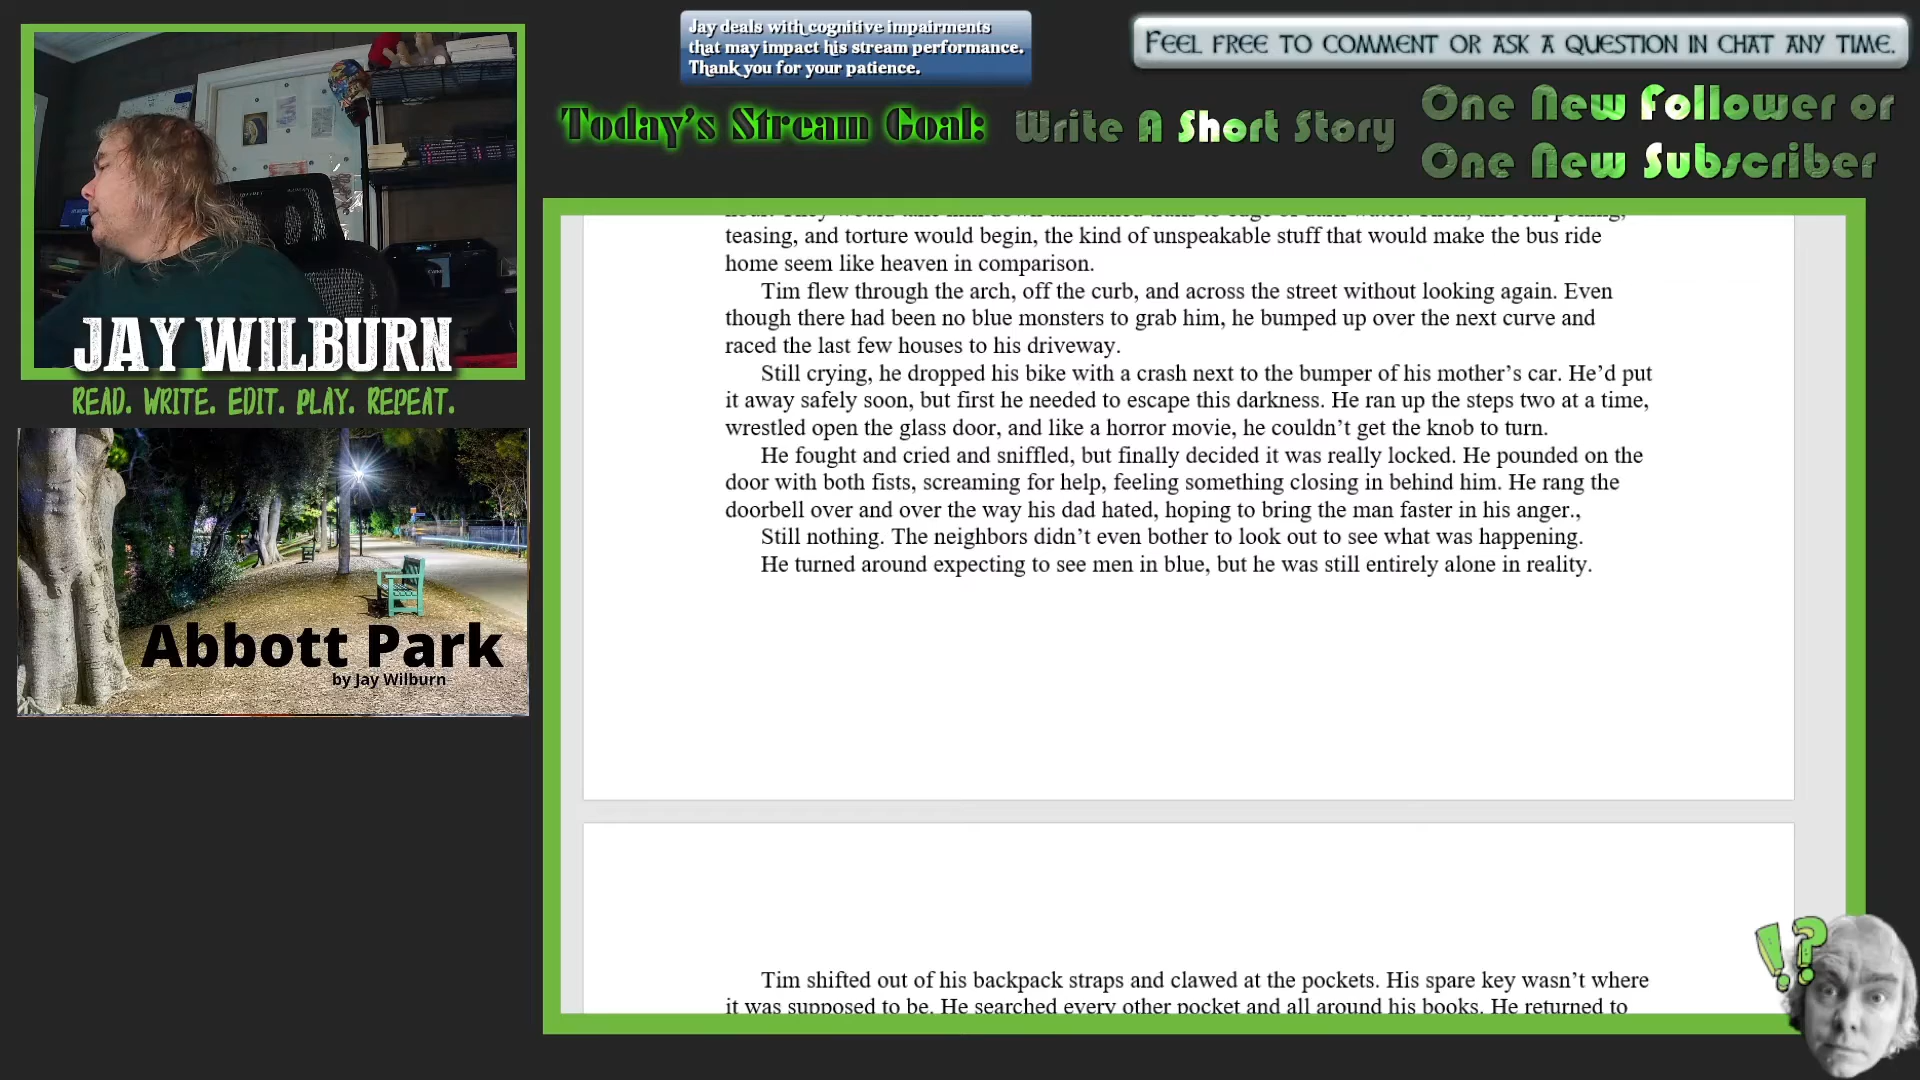 Jay deals with cognitive impairments
that may impact his stream performance.
Thank you for your patience.
Feel free to comment or ask a question in chat any time.
Today's Stream Goal:
Write A Short Story
One New Follower or
One New Subscriber
JAY WILBURN
READ. WRITE. EDIT. PLAY. REPEAT.
Abbott Park
by Jay Wilburn
teasing, and torture would begin, the kind of unspeakable stuff that would make the bus ride
home seem like heaven in comparison.
Tim flew through the arch, off the curb, and across the street without looking again. Even
though there had been no blue monsters to grab him, he bumped up over the next curve and
raced the last few houses to his driveway.
Still crying, he dropped his bike with a crash next to the bumper of his mother’s car. He’d put
it away safely soon, but first he needed to escape this darkness. He ran up the steps two at a time,
wrestled open the glass door, and like a horror movie, he couldn’t get the knob to turn.
He fought and cried and sniffled, but finally decided it was really locked. He pounded on the
door with both fists, screaming for help, feeling something closing in behind him. He rang the
doorbell over and over the way his dad hated, hoping to bring the man faster in his anger.,
Still nothing. The neighbors didn’t even bother to look out to see what was happening.
He turned around expecting to see men in blue, but he was still entirely alone in reality.
Tim shifted out of his backpack straps and clawed at the pockets. His spare key wasn’t where
it was supposed to be. He searched every other pocket and all around his books. He returned to
!?